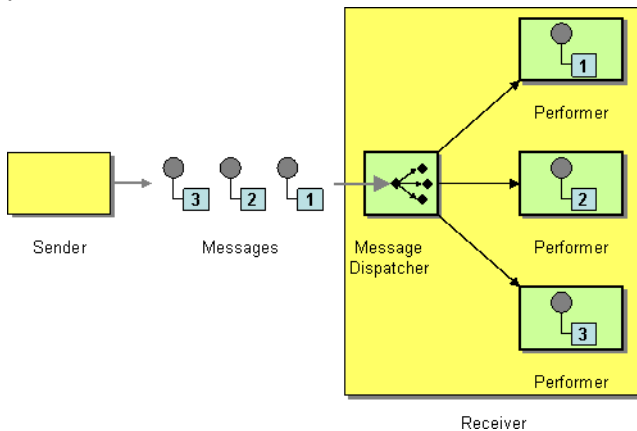 1
Performer
3
2
1
2
Sender
Messages
Message
Dispatcher
Performer
3
Performer
Receiver